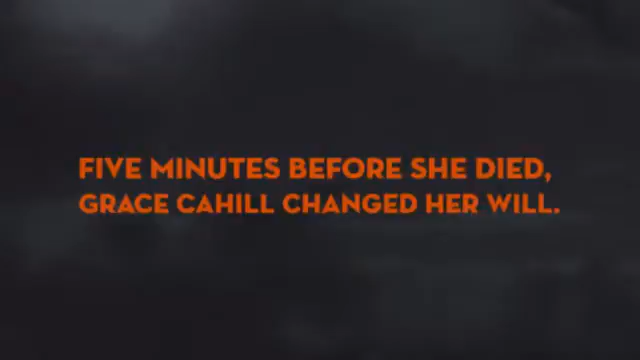 FIVE MINUTES BEFORE SHE DIED,
GRACE CAHILL CHANGED HER WILL.